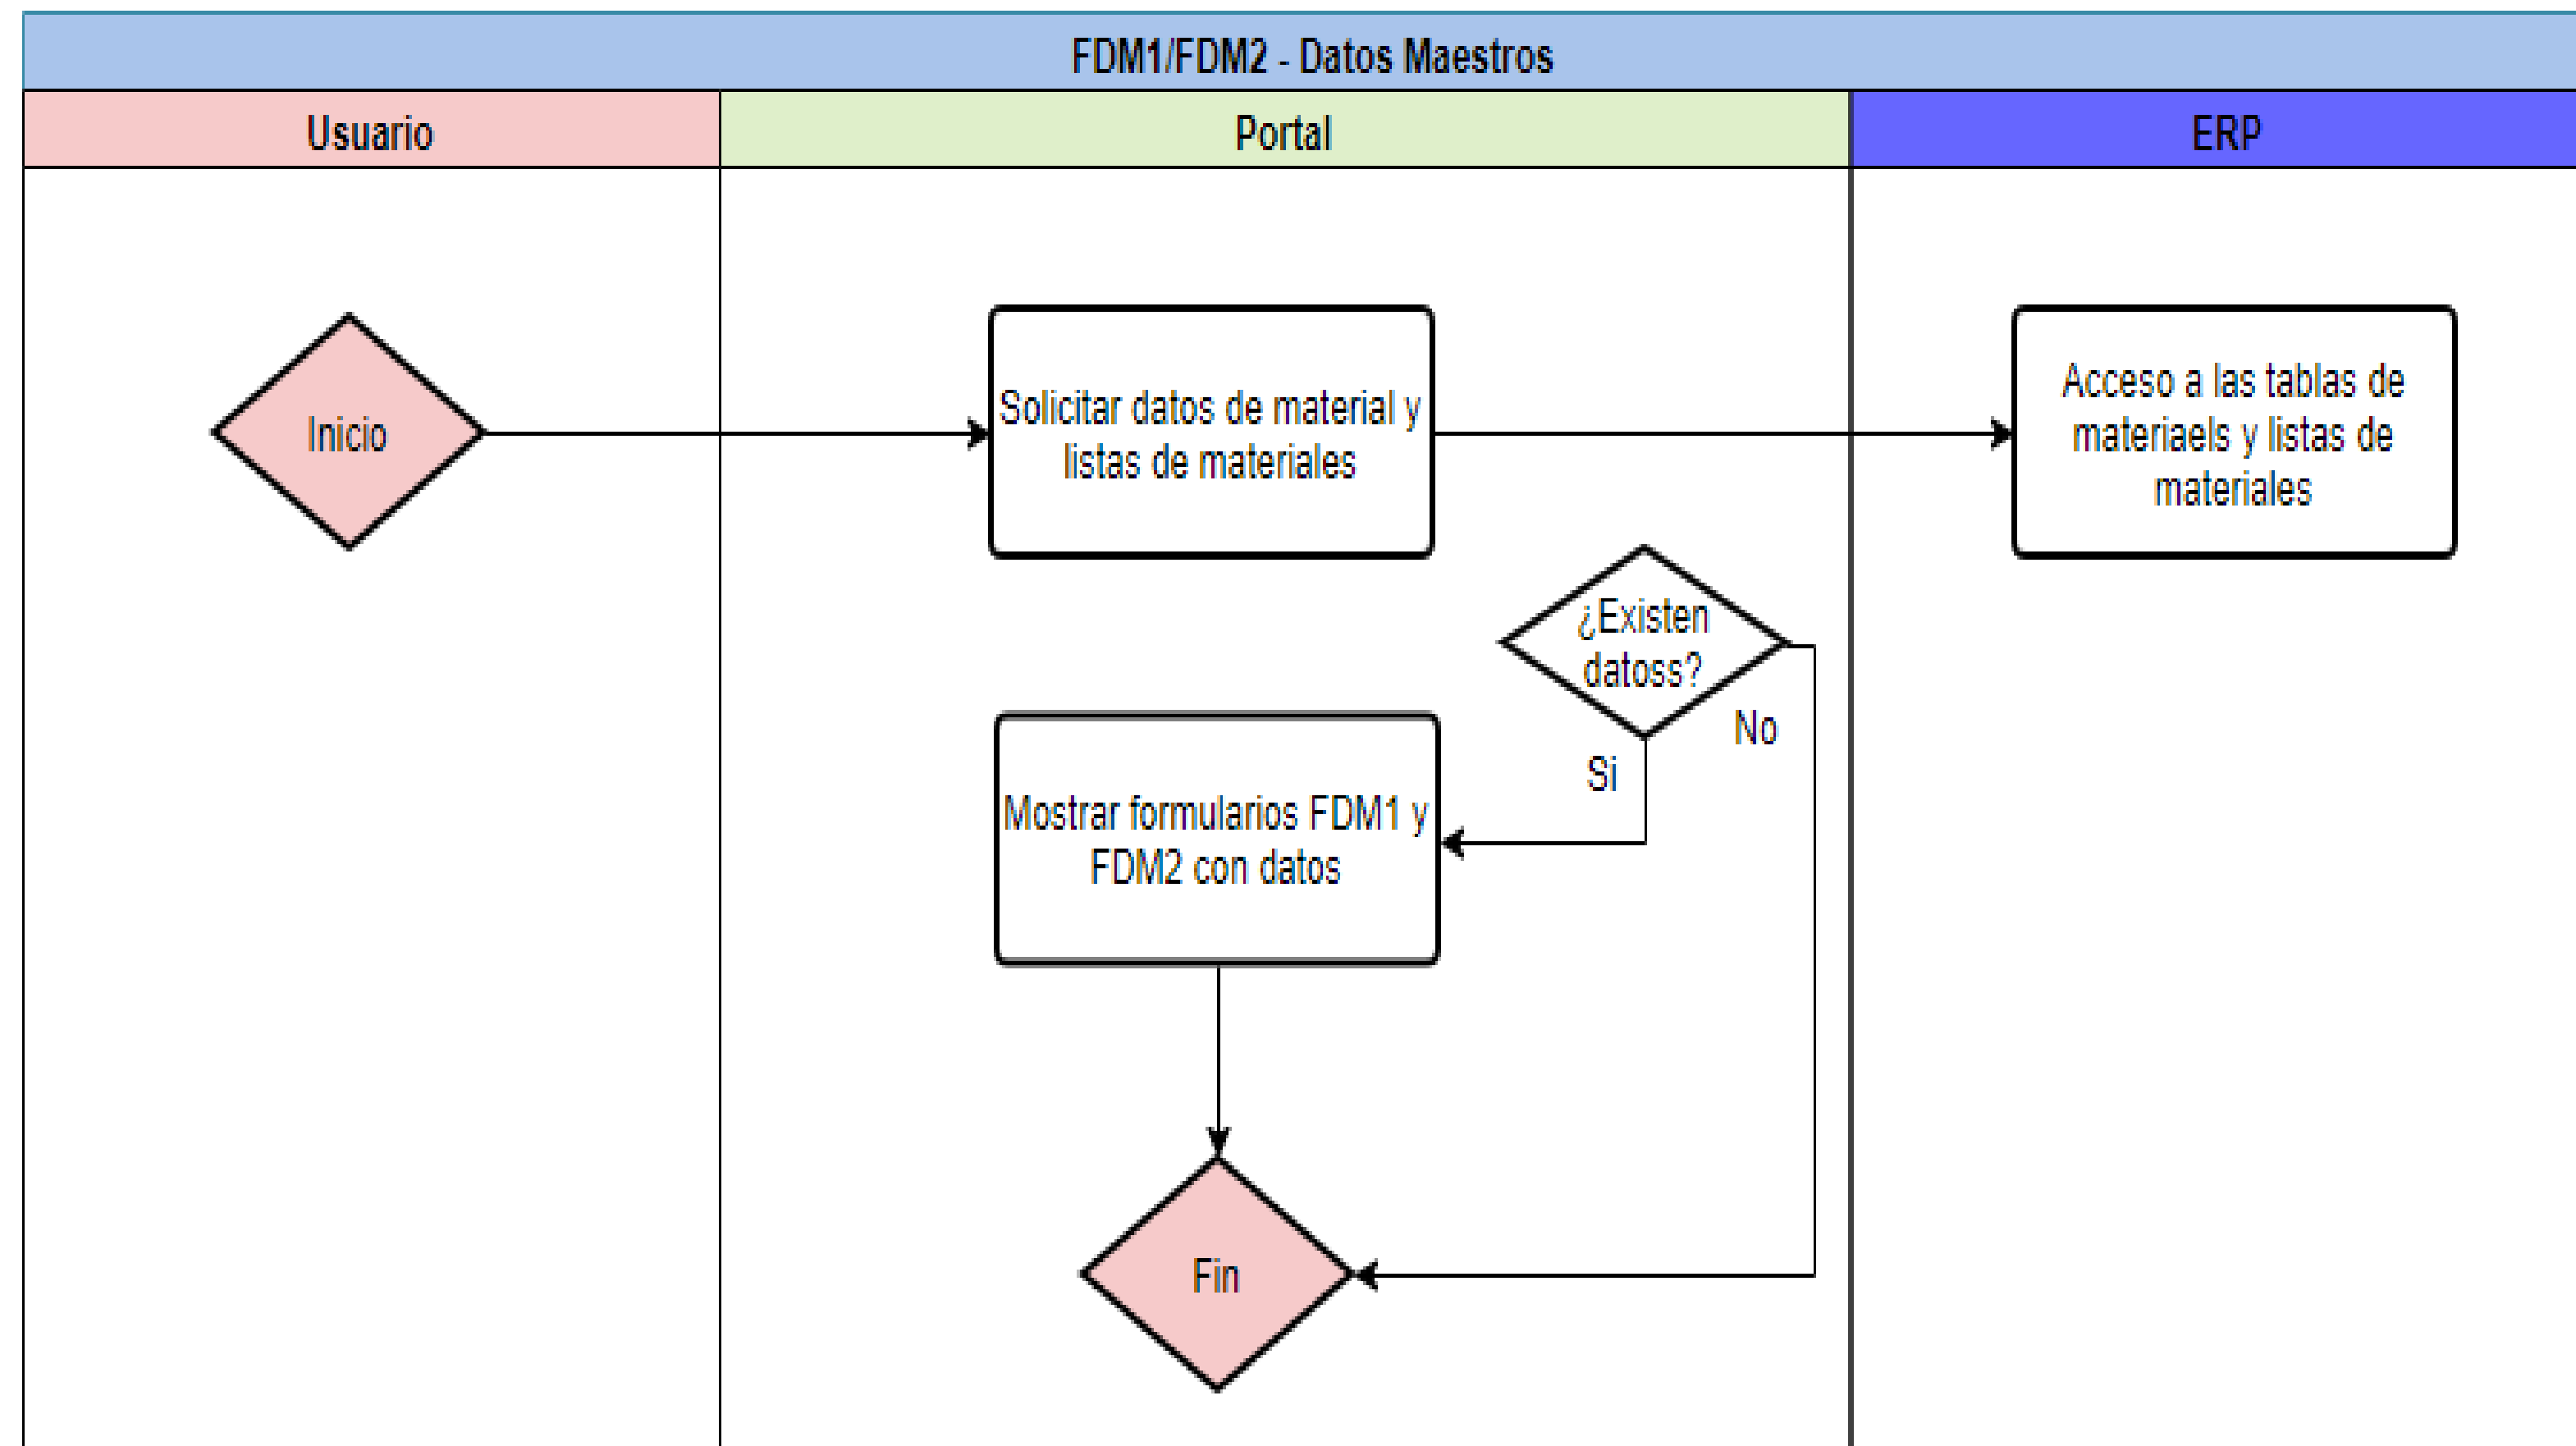 FDM1/FDM2 - Datos Maestros
Usuario
Portal
ERP
Inicio
Solicitar datos de material y
listas de materiales
Acceso a las tablas de
materiaels y listas de
materiales
¿Existen
datoss?
No
Si
Mostrar formularios FDM1 y
FDM2 con datos
Fin